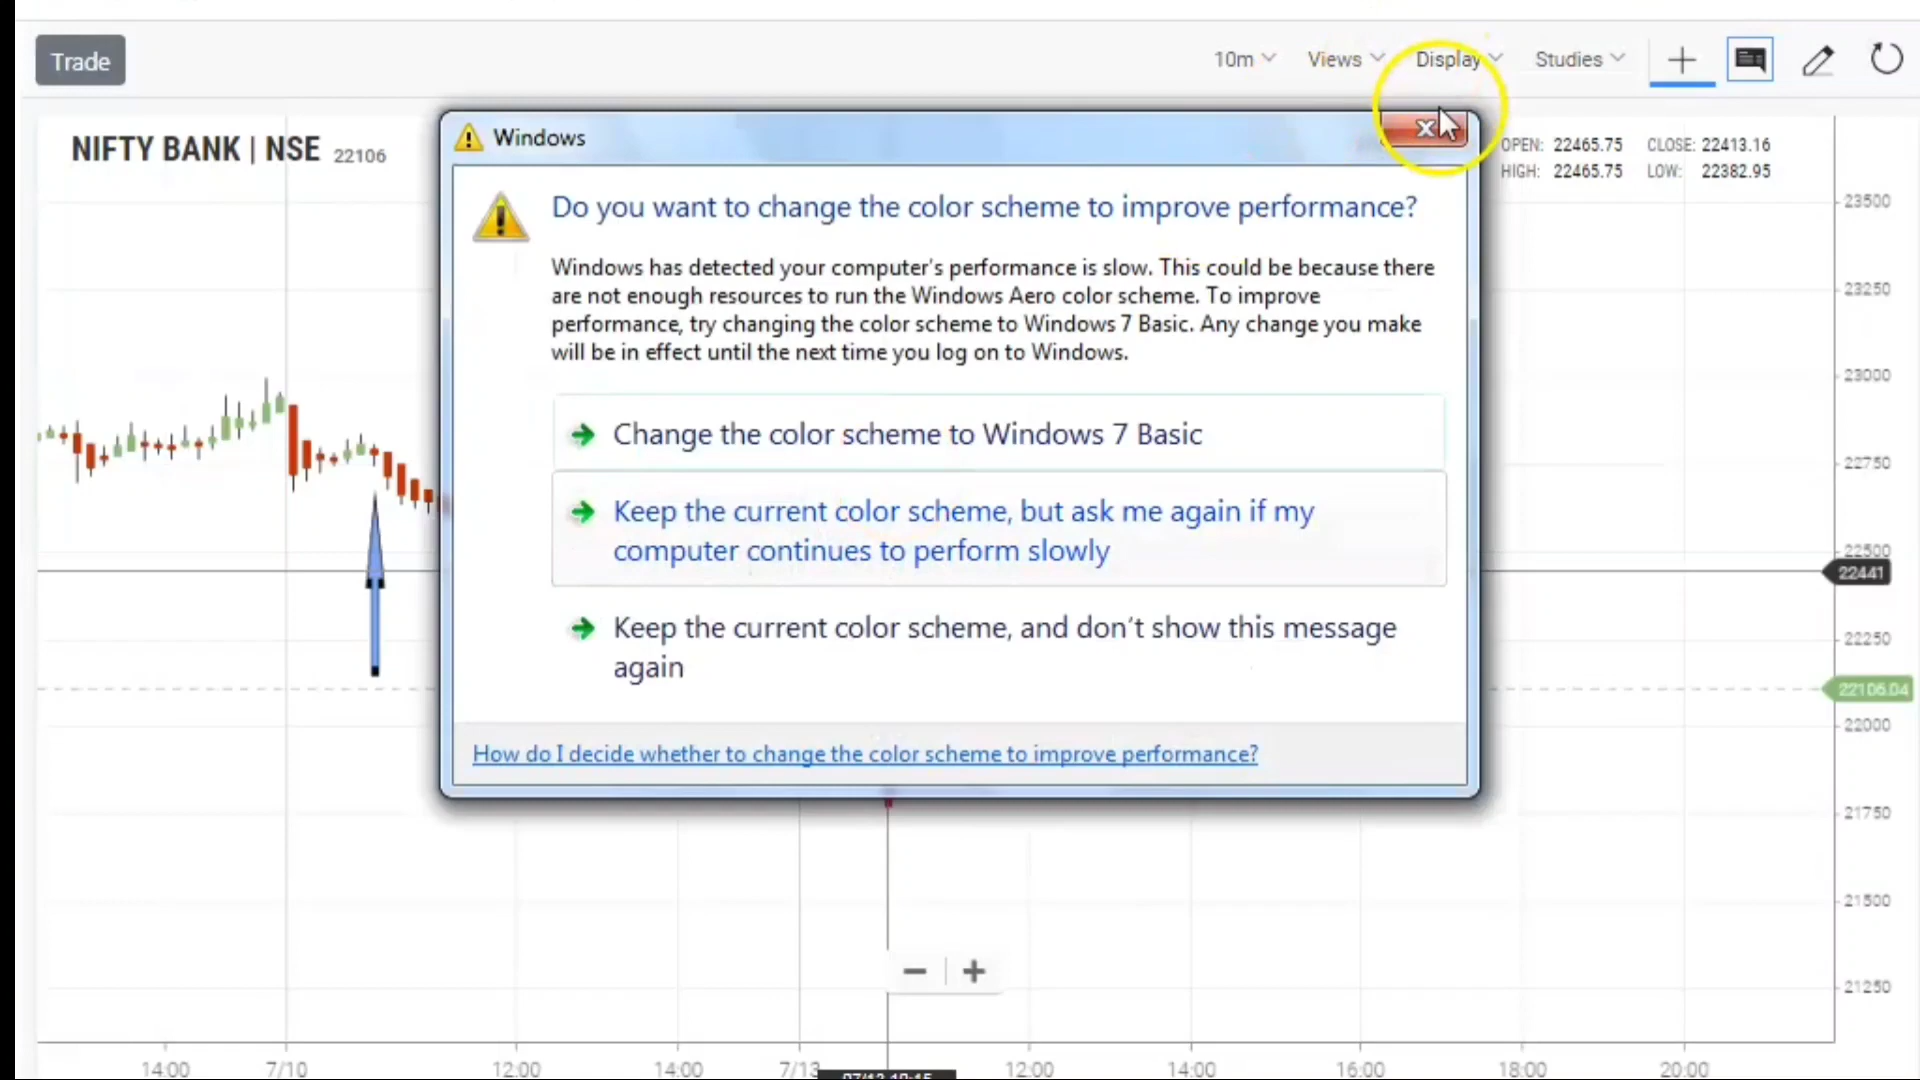 Trade
10m
Views
Display
Studies
NIFTY BANK | NSE 22106
OPEN: 22465.75 CLOSE: 22413.16
HIGH: 22465.75 LOW: 22382.95
Windows
Do you want to change the color scheme to improve performance?
Windows has detected your computer's performance is slow. This could be because there
are not enough resources to run the Windows Aero color scheme. To improve
performance, try changing the color scheme to Windows 7 Basic. Any change you make
will be in effect until the next time you log on to Windows.
Change the color scheme to Windows 7 Basic
Keep the current color scheme, but ask me again if my
computer continues to perform slowly
Keep the current color scheme, and don't show this message
again
How do I decide whether to change the color scheme to improve performance?
23500
23250
23000
22750
22500
22441
22250
22106.04
22000
21750
21500
21250
14:00 7/10 12:00 14:00 7/13 12:00 14:00 16:00 18:00 20:00